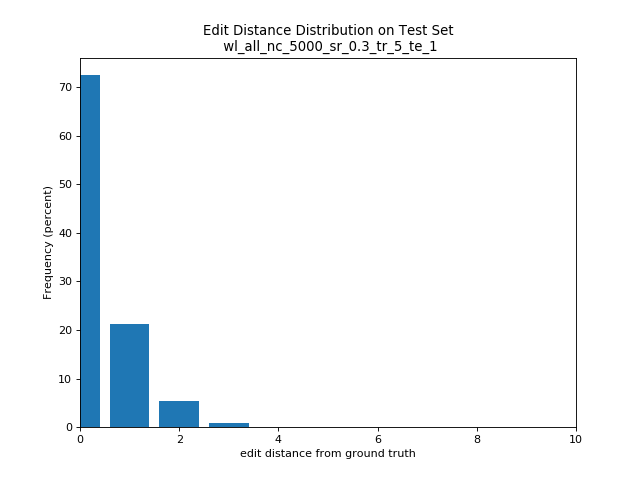 Edit Distance Distribution on Test Set
wl_all_nc_5000_sr_0.3_tr_5_te_1
Frequency (percent)
70
60
50
40
30
20
10
0
0 2 4 6 8 10
edit distance from ground truth